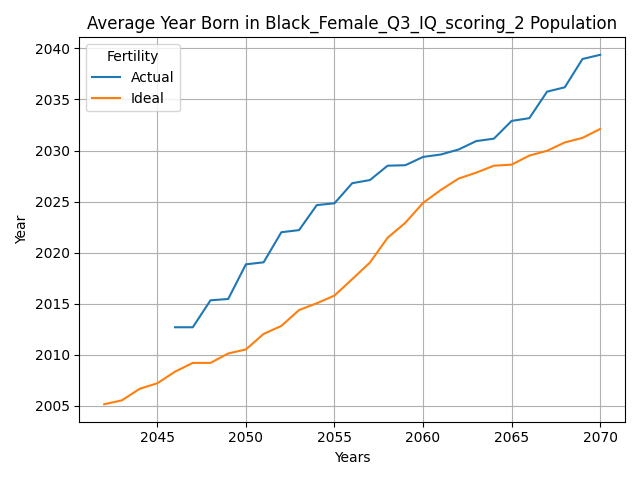 Average Year Born in Black_Female_Q3_IQ_scoring_2 Population
Fertility
Actual
Ideal
Year
2040
2035
2030
2025
2020
2015
2010
2005
2045 2050 2055 2060 2065 2070
Years